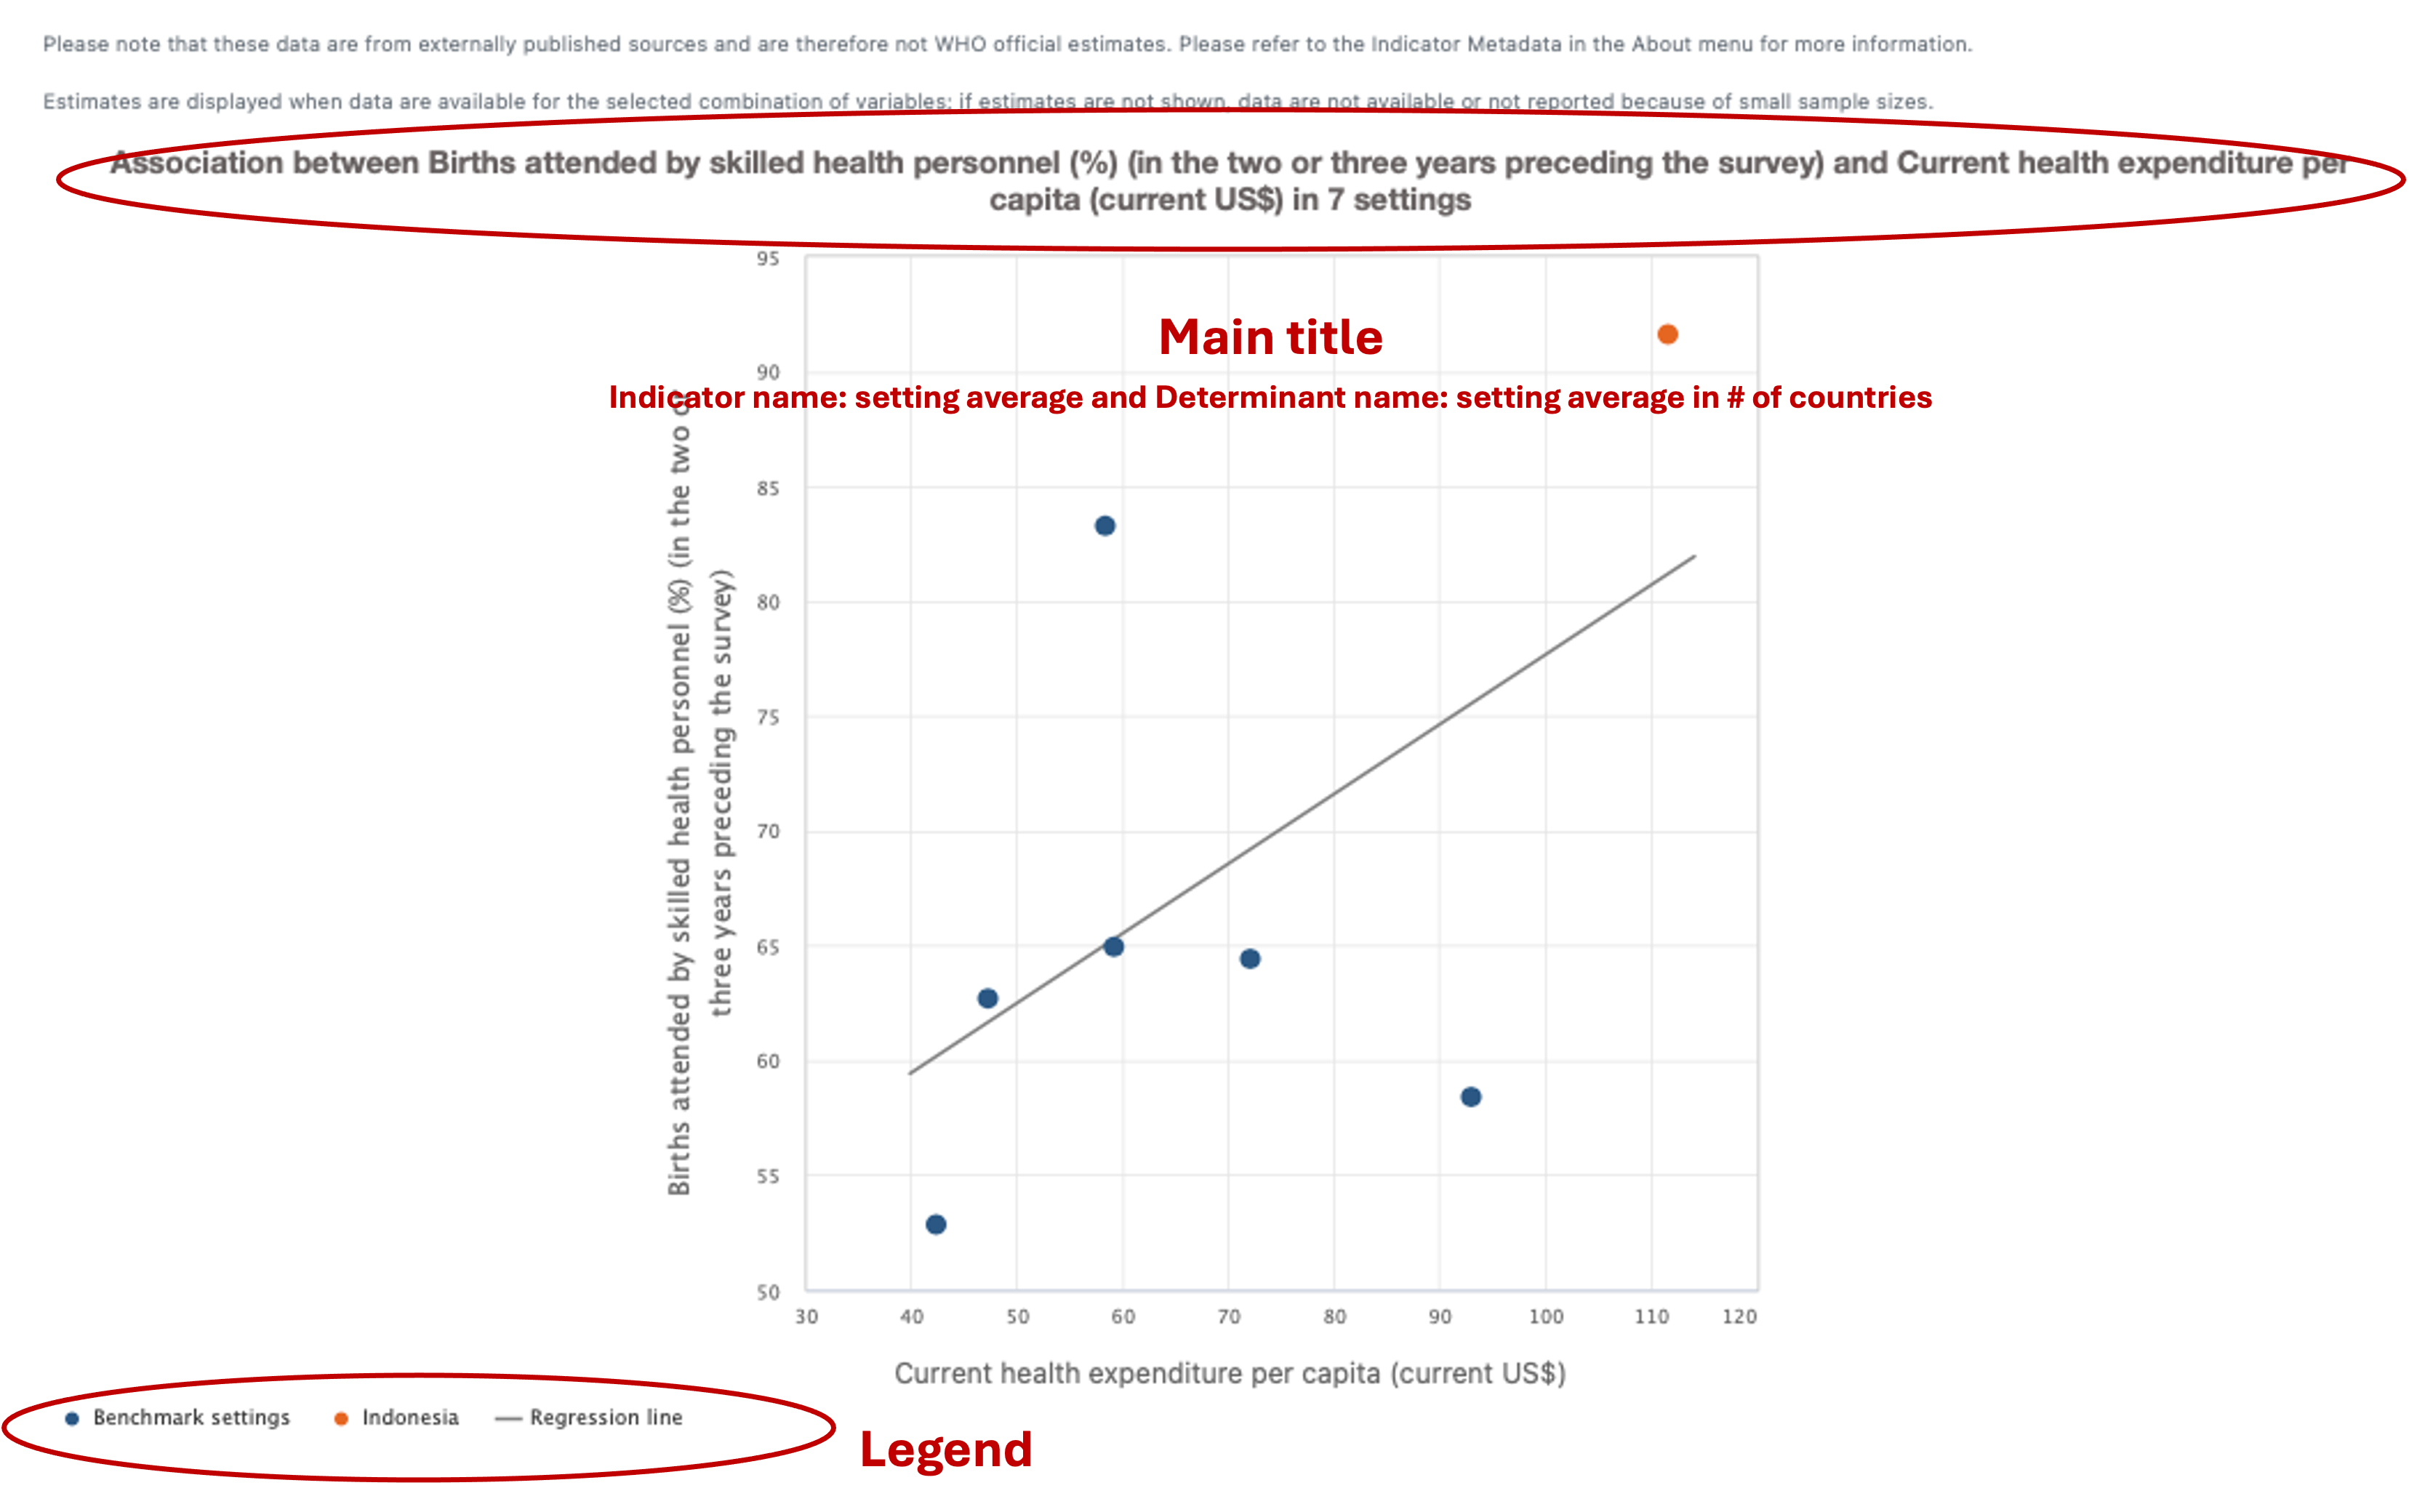 Please note that these data are from externally published sources and are therefore not WHO official estimates. Please refer to the Indicator Metadata in the About menu for more information.
Estimates are displayed when data are available for the selected combination of variables; if estimates are not shown, data are not available or not reported because of small sample sizes.
Association between Births attended by skilled health personnel (%) (in the two or three years preceding the survey) and Current health expenditure per
capita (current US$) in 7 settings
Main title
Indicator name: setting average and Determinant name: setting average in # of countries
Births attended by skilled health personnel (%) (in the two or
three years preceding the survey)
95
90
85
80
75
70
65
60
55
50
30 40 50 60 70 80 90 100 110 120
Current health expenditure per capita (current US$)
Benchmark settings Indonesia Regression line
Legend